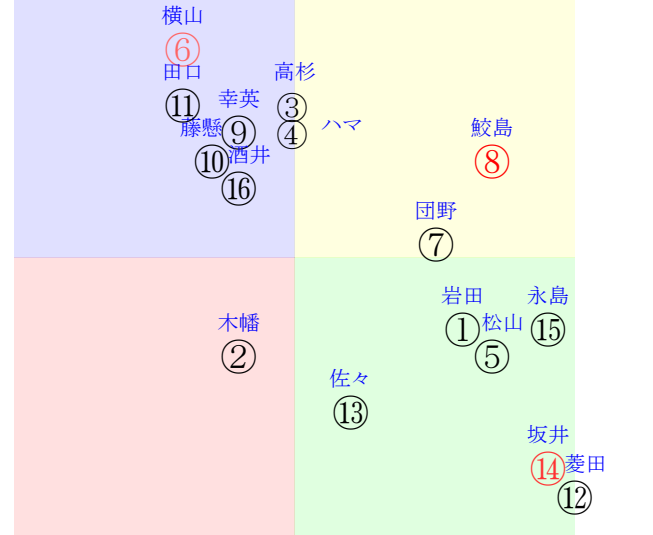 横山
⑥
田口
高杉
⑪
幸英
③
藤懸
⑨
④
ハマ
鮫島
⑩
酒井
⑧
⑯
団野
⑦
岩田
永島
木幡
①
松山
⑮
②
⑤
佐々
⑬
坂井
⑭
菱田
⑫